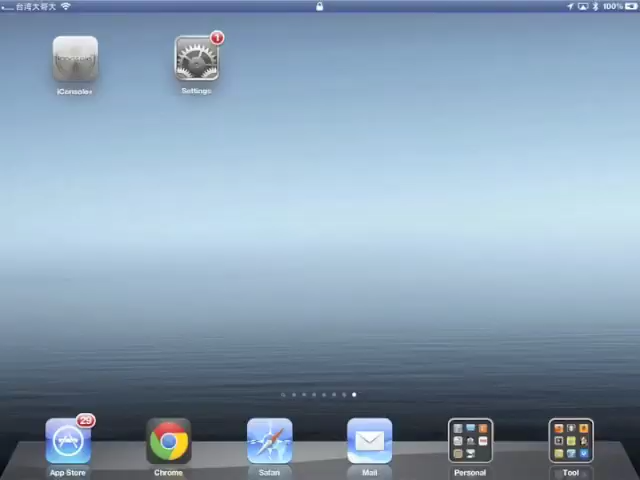 台湾大哥大
100%
iConsole+
1
Settings
29
App Store
Chrome
Safari
Mail
Personal
Tool